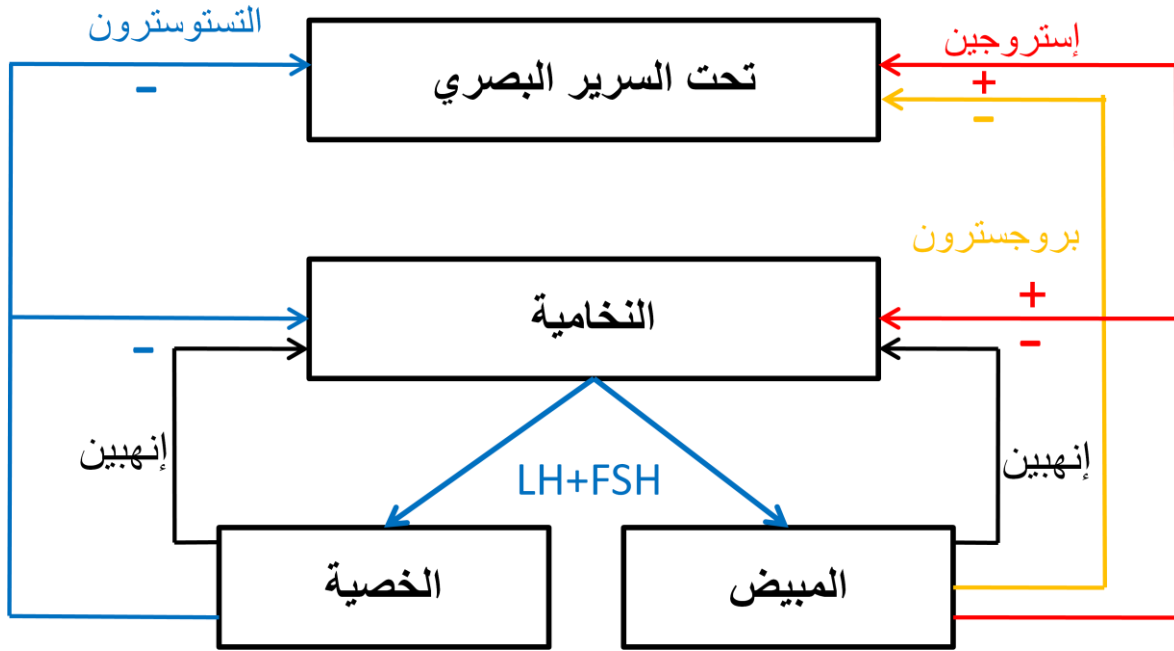 التستوسترون
إستروجين
تحت السرير البصري
-
+
-
بروجسترون
النخامية
+
-
-
إنهبين
إنهبين
LH+FSH
الخصية
المبيض